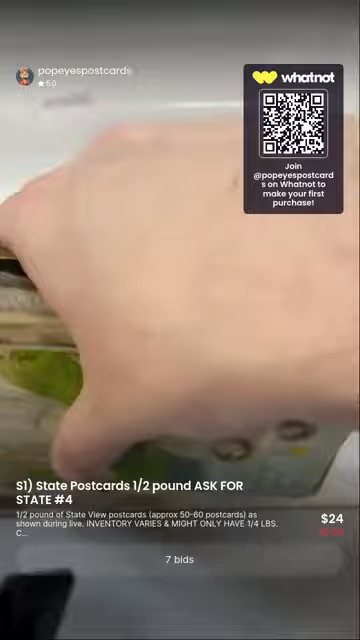 popeyespostcards
★5.0
whatnot
Join
@popeyespostcard
s on Whatnot to
make your first
purchase!
S1) State Postcards 1/2 pound ASK FOR
STATE #4
1/2 pound of State View postcards (approx 50-60 postcards) as
shown during live. INVENTORY VARIES & MIGHT ONLY HAVE 1/4 LBS.
C...
$24
7 bids